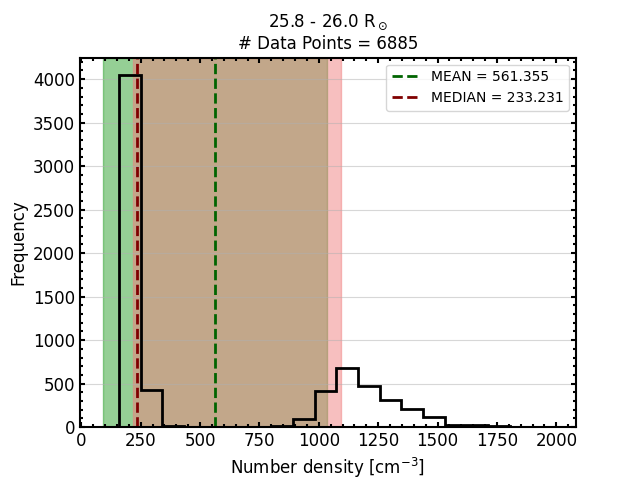 25.8 - 26.0 R⊙
# Data Points = 6885
MEAN = 561.355
MEDIAN = 233.231
Frequency
4000
3500
3000
2500
2000
1500
1000
500
0
0 250 500 750 1000 1250 1500 1750 2000
Number density [cm⁻³]